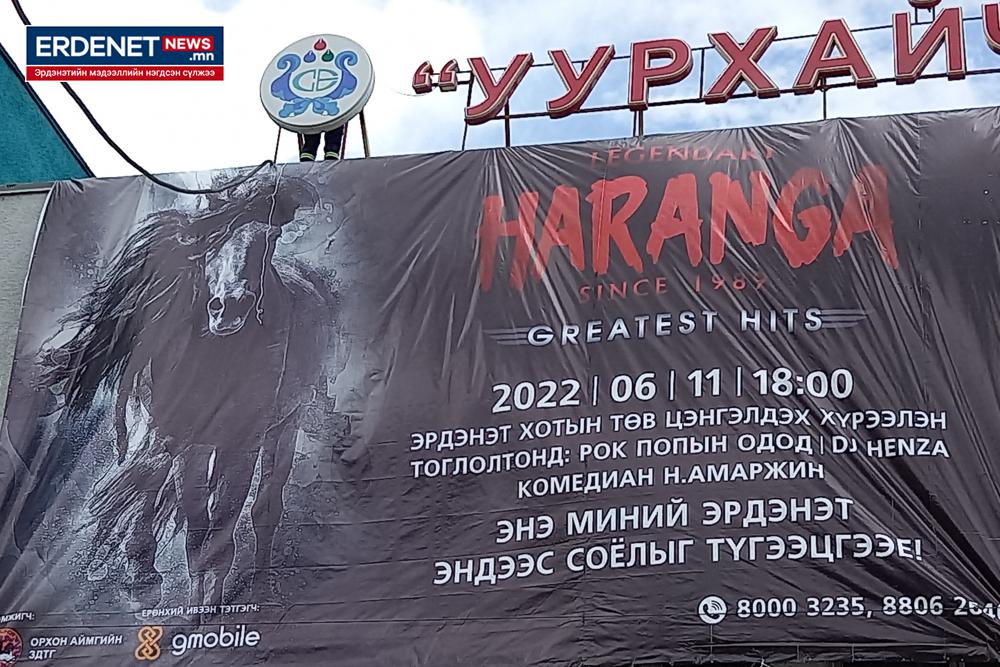 ERDENET NEWS .mn
Эрдэнэтийн мэдээллийн нэгдсэн сүлжээ
СБ
"УУРХАЙЧ
LEGENDARY
HARANGA
SINCE 1989
GREATEST HITS
2022 | 06 | 11 | 18:00
ЭРДЭНЭТ ХОТЫН ТӨВ ЦЭНГЭЛДЭХ ХҮРЭЭЛЭН
ТОГЛОЛТОНД: РОК ПОПЫН ОДОД | DJ HENZA
КОМЕДИАН Н.АМАРЖИН
ЭНЭ МИНИЙ ЭРДЭНЭТ
ЭНДЭЭС СОЁЛЫГ ТҮГЭЭЦГЭЭЕ!
8000 3235, 8806
ЕРӨНХИЙ ИВЭЭН ТЭТГЭГЧ:
ОРХОН АЙМГИЙН
ЗДТГ
gmobile